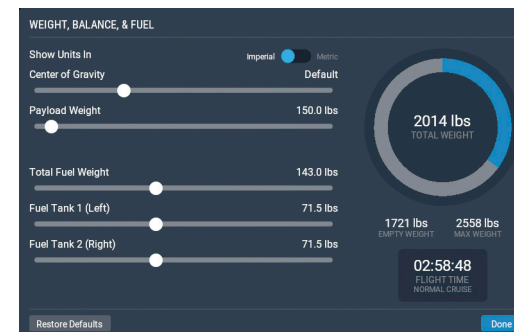 WEIGHT, BALANCE, & FUEL
Show Units In Imperial Metric
Center of Gravity Default
Payload Weight 150.0 lbs
Total Fuel Weight 143.0 lbs
Fuel Tank 1 (Left) 71.5 lbs
Fuel Tank 2 (Right) 71.5 lbs
2014 lbs
TOTAL WEIGHT
1721 lbs 2558 lbs
EMPTY WEIGHT MAX WEIGHT
02:58:48
FLIGHT TIME
NORMAL CRUISE
Restore Defaults Done